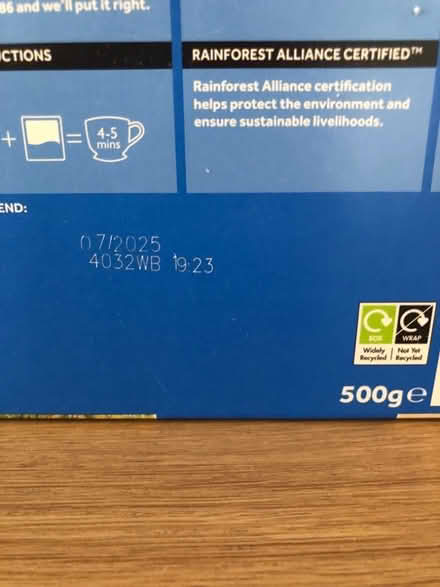 86 and we'll put it right.
CTIONS
RAINFOREST ALLIANCE CERTIFIED™
Rainforest Alliance certification
helps protect the environment and
ensure sustainable livelihoods.
+ = 4-5
mins
END:
07/2025
4032WB 19:23
BOX WRAP
Widely Recycled
Not Yet Recycled
500g e